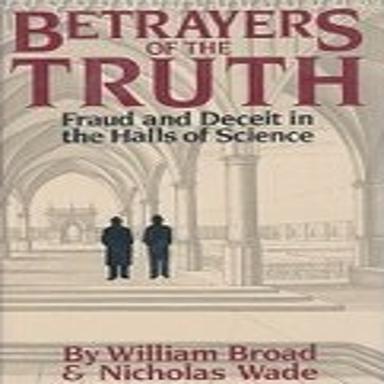 BETRAYERS
OF THE
TRUTH
Fraud and Deceit in
the Halls of Science
By William Broad
& Nicholas Wade